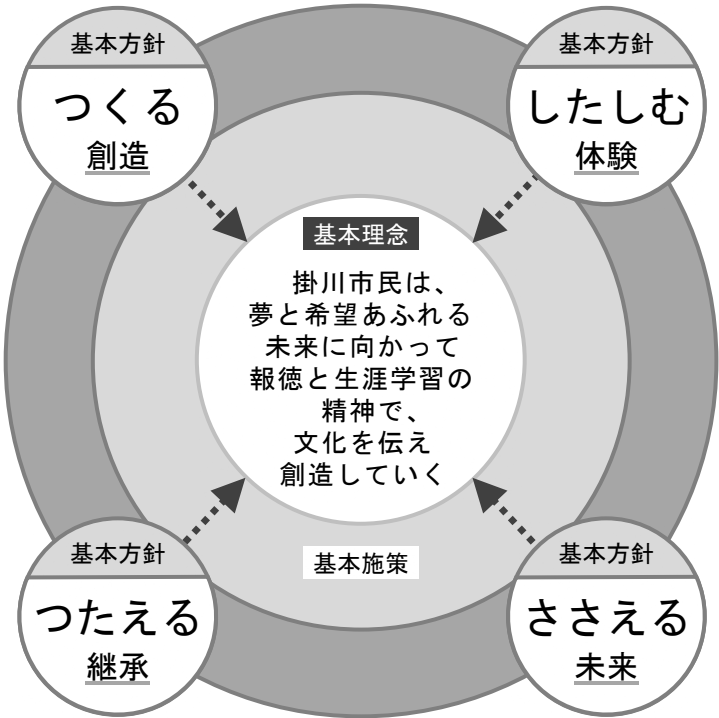 基本方針
つくる
創造
基本方針
したしむ
体験
基本理念
掛川市民は、
夢と希望あふれる
未来に向かって
報徳と生涯学習の
精神で、
文化を伝え
創造していく
基本施策
基本方針
つたえる
継承
基本方針
ささえる
未来